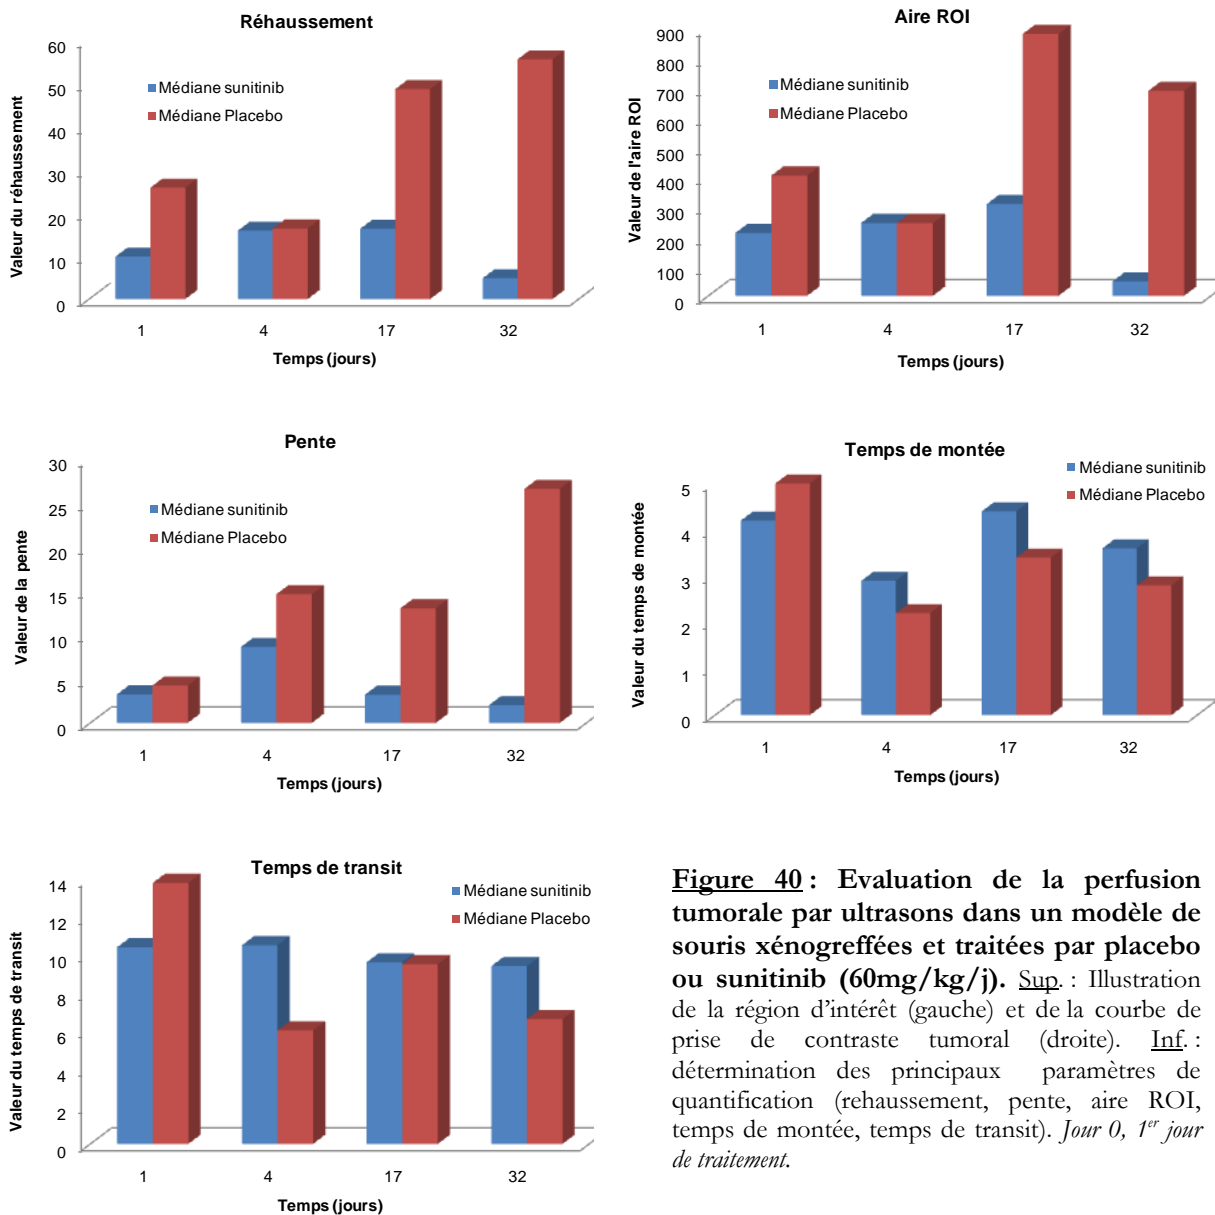 Réhaussement
Valeur du réhaussement
60
50
40
30
20
10
0
Médiane sunitinib
Médiane Placebo
1 4 17 32
Temps (jours)
Aire ROI
Valeur de l'aire ROI
900
800
700
600
500
400
300
200
100
0
Médiane sunitinib
Médiane Placebo
1 4 17 32
Temps (jours)
Pente
Valeur de la pente
30
25
20
15
10
5
0
Médiane sunitinib
Médiane Placebo
1 4 17 32
Temps (jours)
Temps de montée
Valeur du temps de montée
5
4
3
2
1
0
Médiane sunitinib
Médiane Placebo
1 4 17 32
Temps (jours)
Temps de transit
Valeur du temps de transit
14
12
10
8
6
4
2
0
Médiane sunitinib
Médiane Placebo
1 4 17 32
Temps (jours)
Figure 40 : Evaluation de la perfusion
tumorale par ultrasons dans un modèle de
souris xénogreffées et traitées par placebo
ou sunitinib (60mg/kg/j). Sup. : Illustration
de la région d'intérêt (gauche) et de la courbe de
prise de contraste tumoral (droite). Inf. :
détermination des principaux paramètres de
quantification (rehaussement, pente, aire ROI,
temps de montée, temps de transit). Jour 0, 1er jour
de traitement.